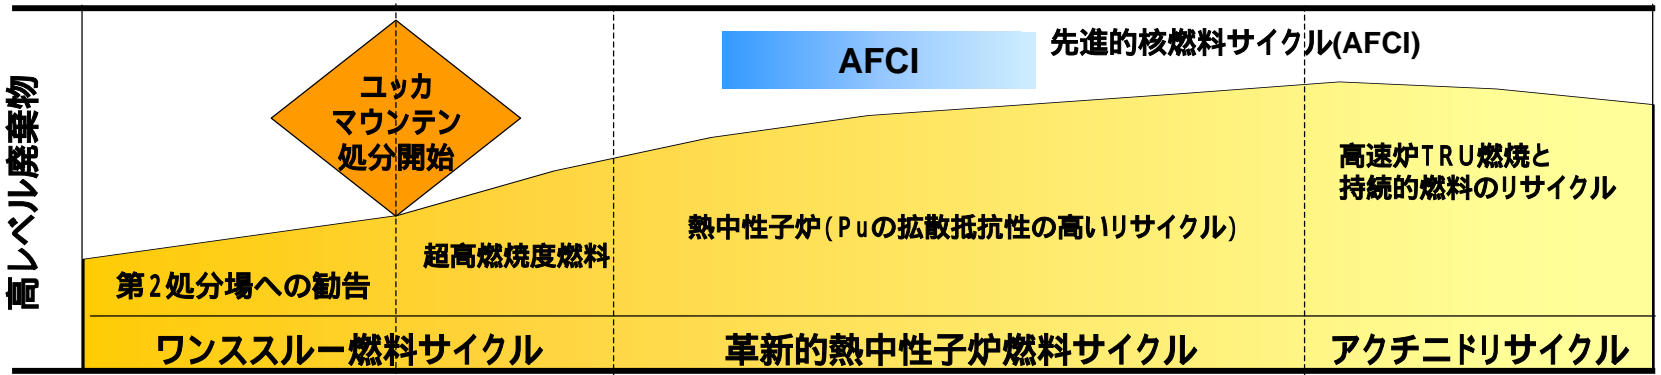 高レベル廃棄物
ユッカ
マウンテン
処分開始
AFCI
先進的核燃料サイクル(AFCI)
高速炉TRU燃焼と
持続的燃料のリサイクル
熱中性子炉(Puの拡散抵抗性の高いリサイクル)
超高燃焼度燃料
第2処分場への勧告
ワンススルー燃料サイクル
革新的熱中性子炉燃料サイクル
アクチニドリサイクル